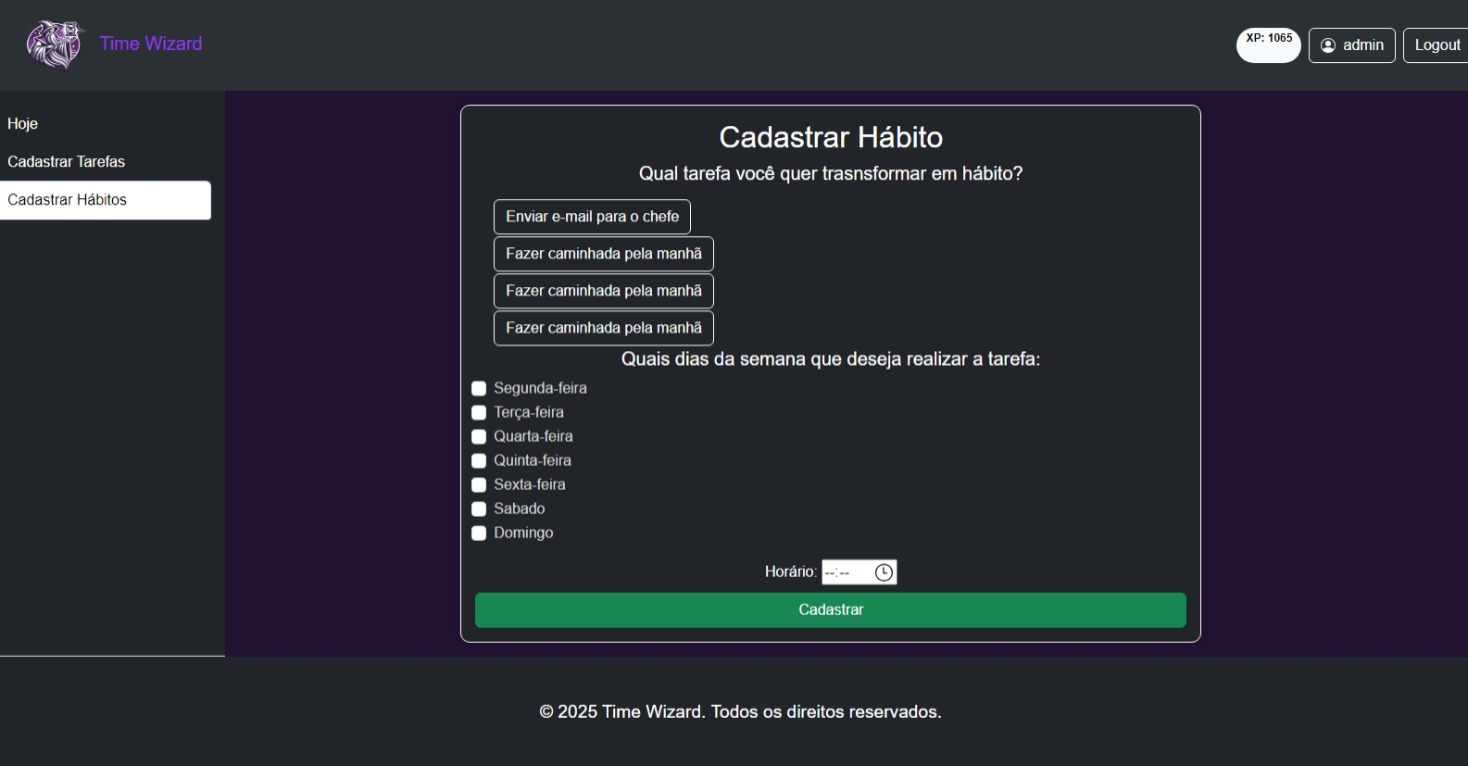 Time Wizard
XP: 1065
admin
Logout
Hoje
Cadastrar Tarefas
Cadastrar Hábitos
Cadastrar Hábito
Qual tarefa você quer trasnsformar em hábito?
Enviar e-mail para o chefe
Fazer caminhada pela manhã
Fazer caminhada pela manhã
Fazer caminhada pela manhã
Quais dias da semana que deseja realizar a tarefa:
Segunda-feira
Terça-feira
Quarta-feira
Quinta-feira
Sexta-feira
Sabado
Domingo
Horário: --:--
Cadastrar
© 2025 Time Wizard. Todos os direitos reservados.